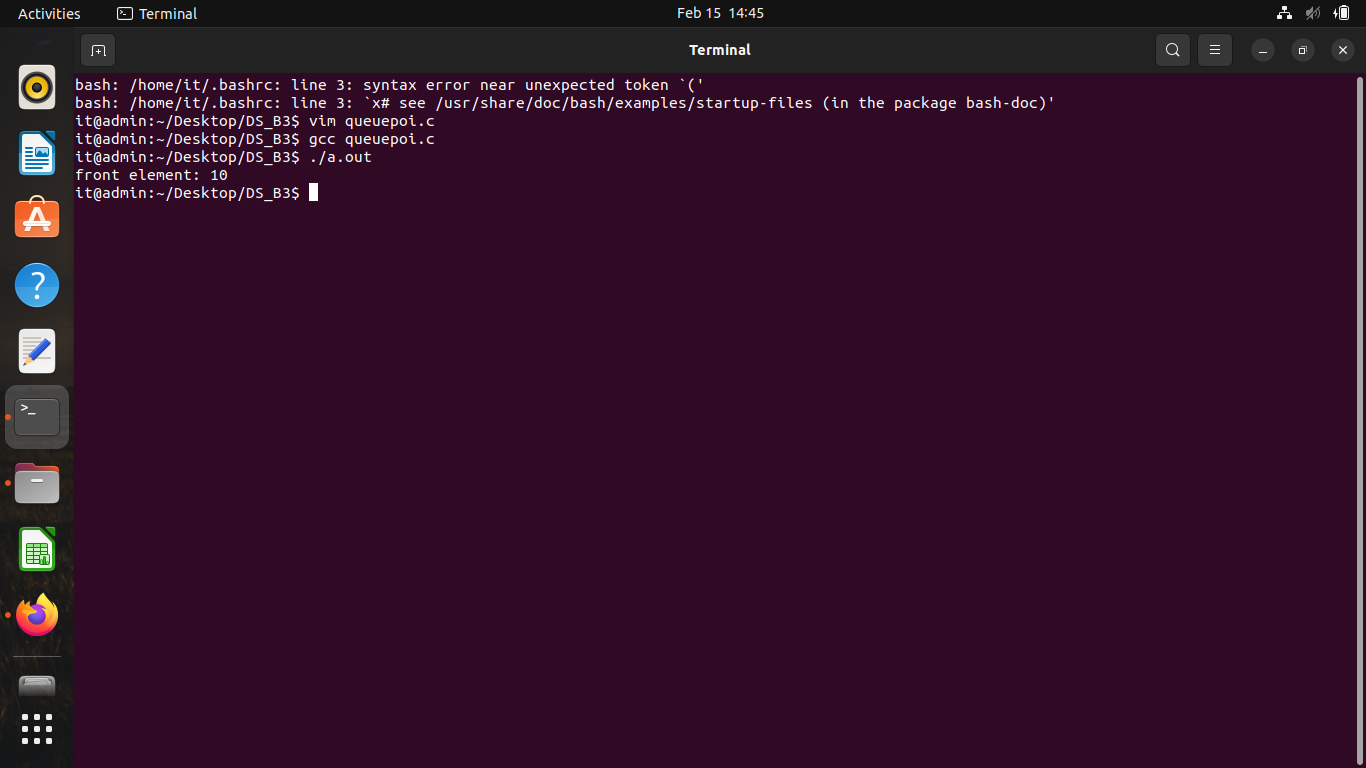 Activities Terminal Feb 15 14:45
Terminal
bash: /home/it/.bashrc: line 3: syntax error near unexpected token `('
bash: /home/it/.bashrc: line 3: `x# see /usr/share/doc/bash/examples/startup-files (in the package bash-doc)'
it@admin:~/Desktop/DS_B3$ vim queuepoi.c
it@admin:~/Desktop/DS_B3$ gcc queuepoi.c
it@admin:~/Desktop/DS_B3$ ./a.out
front element: 10
it@admin:~/Desktop/DS_B3$